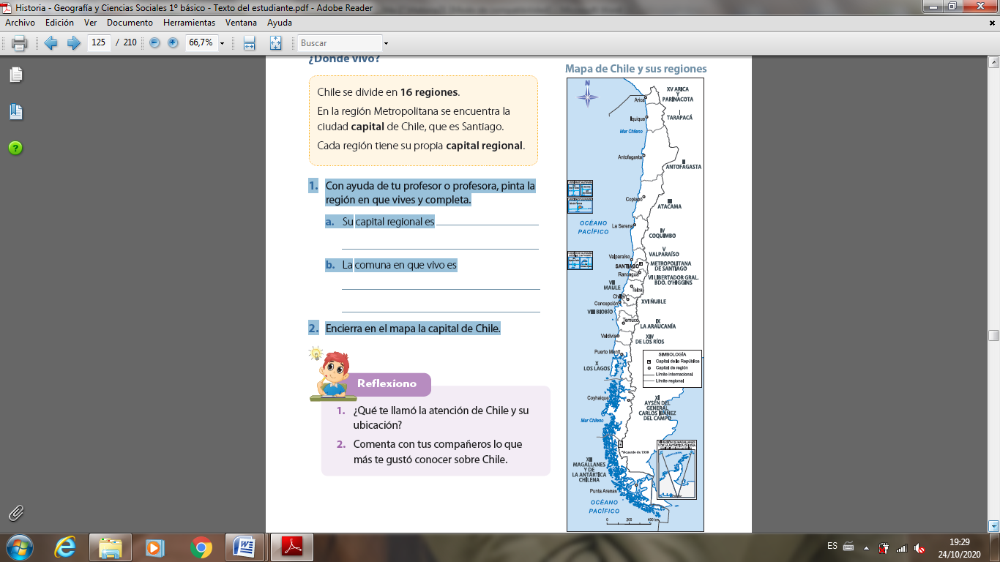 Historia - Geografía y Ciencias Sociales 1º básico - Texto del estudiante.pdf - Adobe Reader
Archivo Edición Ver Documento Herramientas Ventana Ayuda
125 / 210 66,7% Buscar
¿Dónde vivo?
Chile se divide en 16 regiones.
En la región Metropolitana se encuentra la
ciudad capital de Chile, que es Santiago.
Cada región tiene su propia capital regional.
1. Con ayuda de tu profesor o profesora, pinta la
región en que vives y completa.
a. Su capital regional es
b. La comuna en que vivo es
2. Encierra en el mapa la capital de Chile.
Reflexiono
1. ¿Qué te llamó la atención de Chile y su
ubicación?
2. Comenta con tus compañeros lo que
más te gustó conocer sobre Chile.
Mapa de Chile y sus regiones
N
XV ARICA
Y
PARINACOTA
Arica
I
TARAPACÁ
Iquique
Mar Chileno
Antofagasta
II
ANTOFAGASTA
Copiapó
III
ATACAMA
OCÉANO
PACÍFICO
La Serena
IV
COQUIMBO
V
VALPARAÍSO
Valparaíso
METROPOLITANA
DE SANTIAGO
SANTIAGO
Rancagua
VI LIBERTADOR GRAL.
BDO. O'HIGGINS
VII
MAULE
Talca
Chillán
Concepción
XVI ÑUBLE
VIII BIOBÍO
Temuco
IX
LA ARAUCANÍA
Valdivia
XIV
DE LOS RÍOS
Puerto Montt
X
LOS LAGOS
SIMBOLOGÍA
Capital de la República
Capital de región
Límite internacional
Límite regional
Coyhaique
XI
AYSÉN DEL
GENERAL
CARLOS IBÁÑEZ
DEL CAMPO
Mar Chileno
*Acuerdo de 1998
XII REGIÓN DE MAGALLANES
Y DE LA ANTÁRTICA CHILENA
XII
MAGALLANES
Y DE
LA ANTÁRTICA
CHILENA
Punta Arenas
OCÉANO
PACÍFICO
0 200 400 km
ES
19:29
24/10/2020